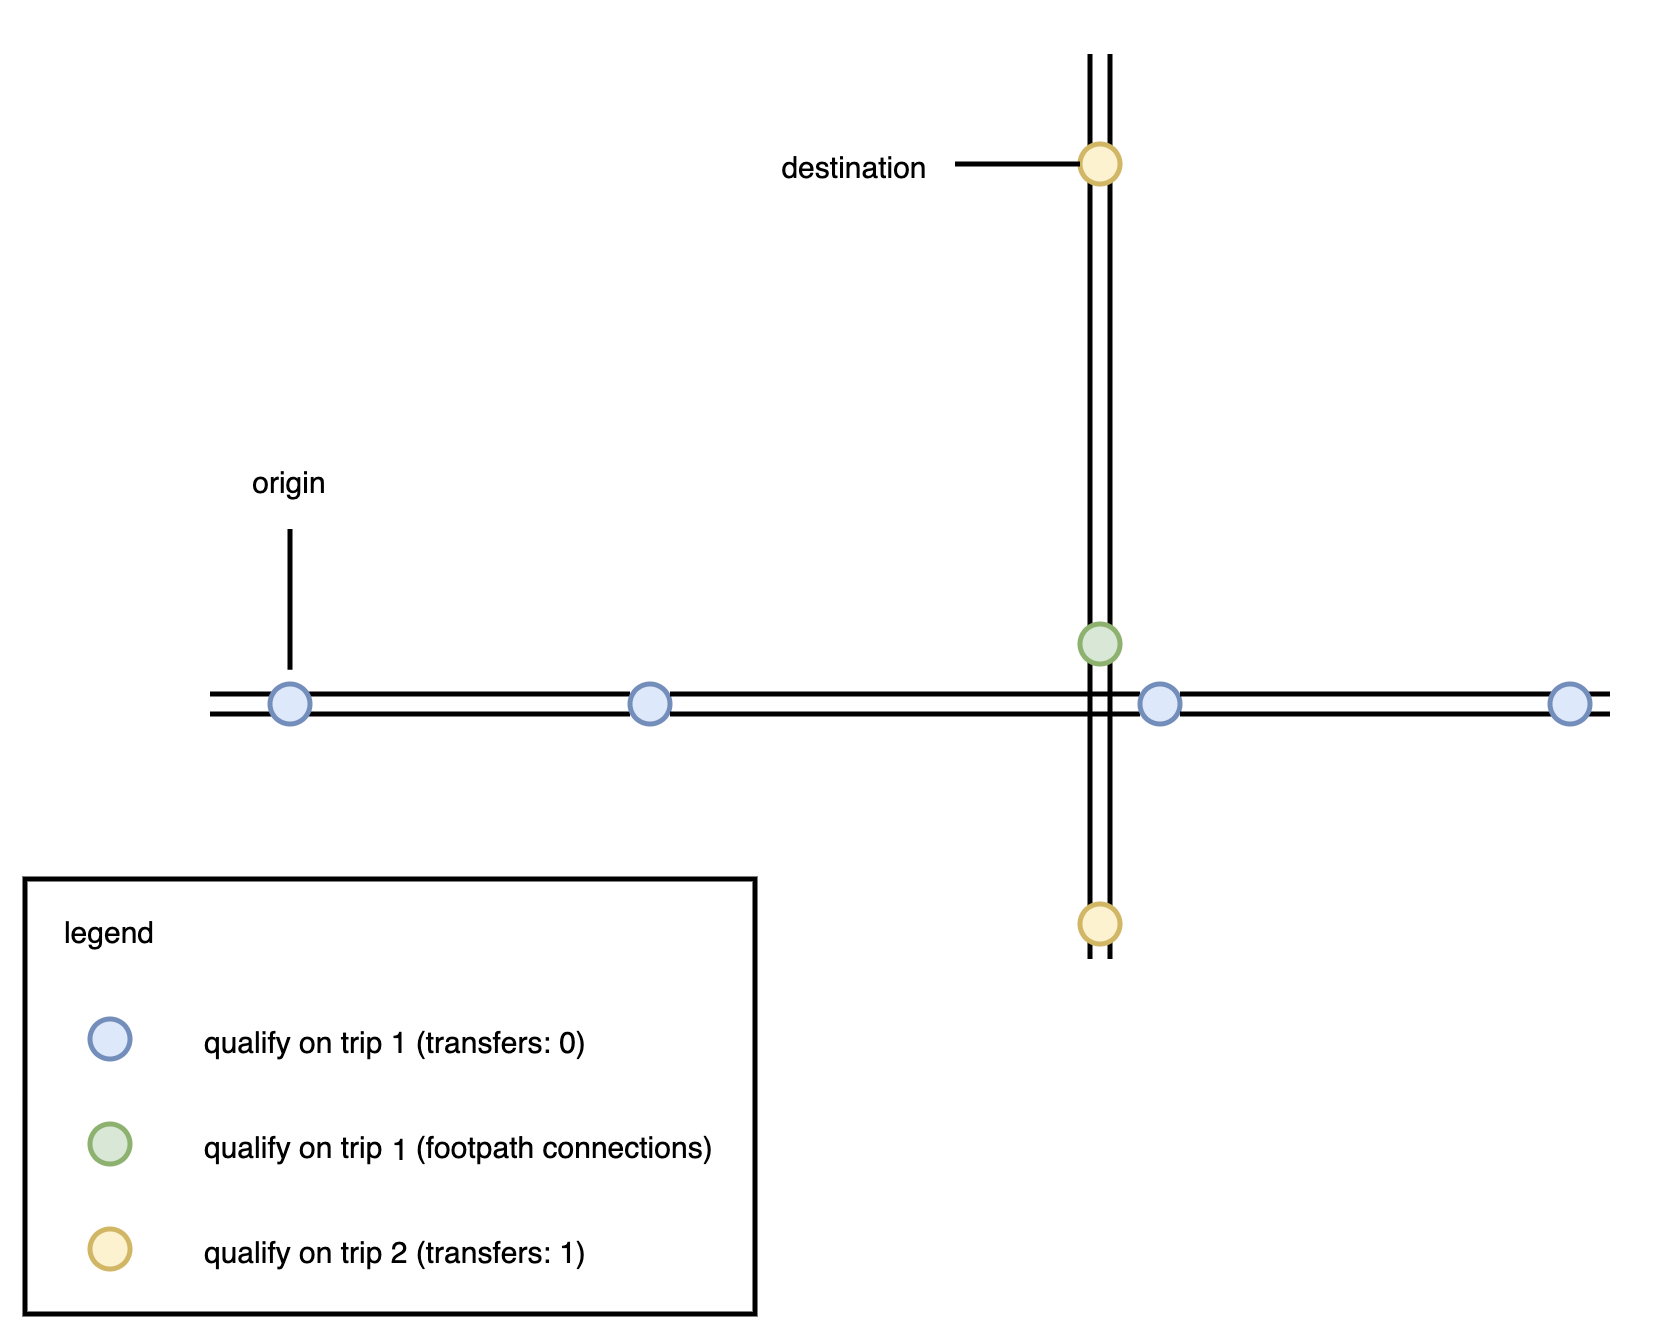 destination
origin
legend
qualify on trip 1 (transfers: 0)
qualify on trip 1 (footpath connections)
qualify on trip 2 (transfers: 1)